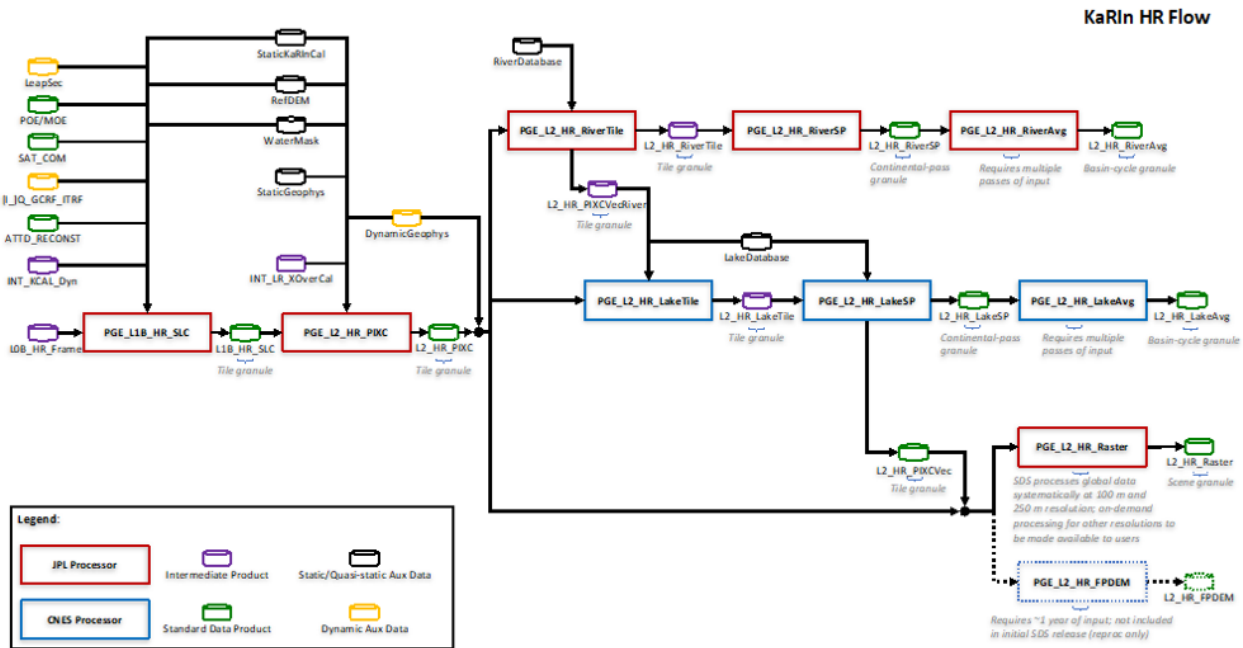 KaRIn HR Flow
StaticKaRInCal
RiverDatabase
LeapSec
RefDEM
POE/MOE
PGE_L2_HR_RiverTile
PGE_L2_HR_RiverSP
PGE_L2_HR_RiverAvg
WaterMask
L2_HR_RiverTile
L2_HR_RiverSP
L2_HR_RiverAvg
SAT_COM
Tile granule
Continental-pass
granule
Requires multiple
passes of input
Basin-cycle granule
StaticGeophys
JI_JQ_GCRF_ITRF
L2_HR_PIXCVecRiver
Tile granule
DynamicGeophys
ATTD_RECONST
LakeDatabase
INT_KCAL_Dyn
INT_LR_XOverCal
PGE_L2_HR_LakeTile
PGE_L2_HR_LakeSP
PGE_L2_HR_LakeAvg
L2_HR_LakeTile
L2_HR_LakeSP
L2_HR_LakeAvg
PGE_L1B_HR_SLC
PGE_L2_HR_PIXC
Tile granule
Continental-pass
granule
Requires multiple
passes of input
Basin-cycle granule
L0B_HR_Frame
L1B_HR_SLC
L2_HR_PIXC
Tile granule
Tile granule
PGE_L2_HR_Raster
L2_HR_PIXCVec
L2_HR_Raster
Tile granule
Scene granule
SDS processes global data
systematically at 100 m and
250 m resolution; on-demand
processing for other resolutions to
be made available to users
Legend:
JPL Processor
Intermediate Product
Static/Quasi-static Aux Data
CNES Processor
Standard Data Product
Dynamic Aux Data
PGE_L2_HR_FPDEM
L2_HR_FPDEM
Requires ~1 year of input; not included
in initial SDS release (reproc only)